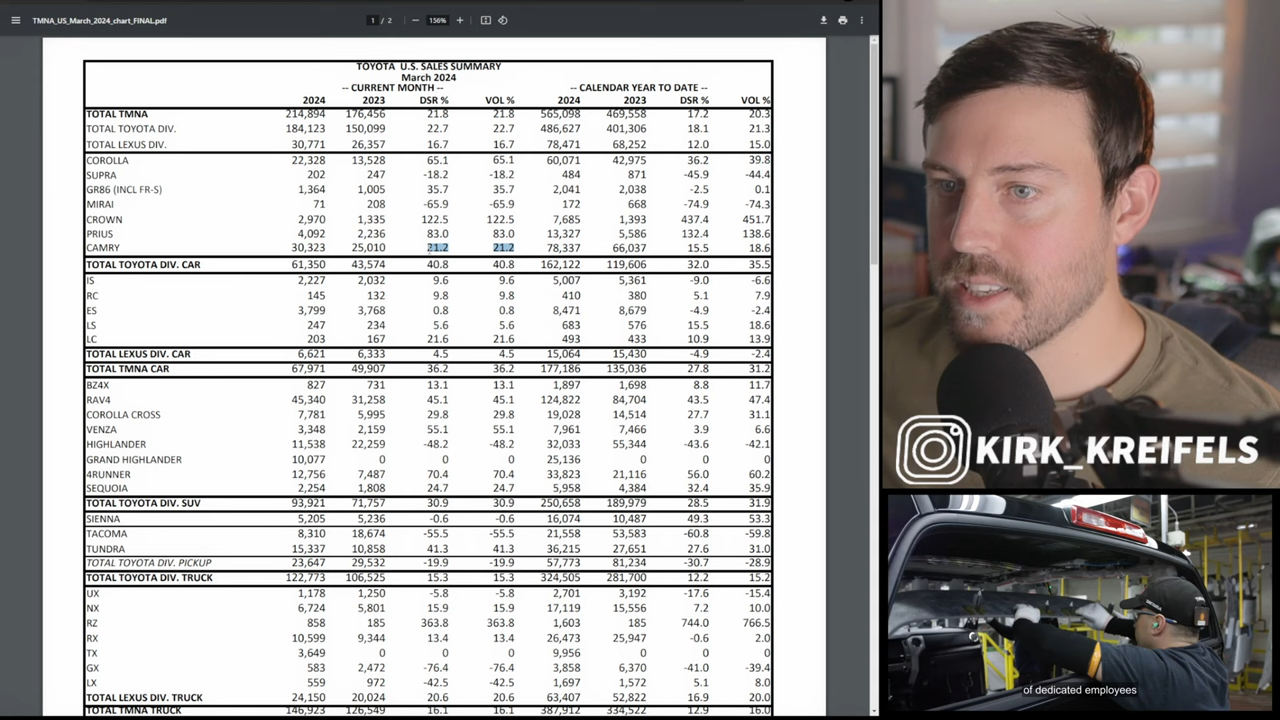 TMNA_US_March_2024_chart_FINAL.pdf
1 / 2
156%
TOYOTA U.S. SALES SUMMARY
March 2024
-- CURRENT MONTH -- -- CALENDAR YEAR TO DATE --
2024 2023 DSR % VOL % 2024 2023 DSR % VOL %
TOTAL TMNA 214,894 176,456 21.8 21.8 565,098 469,558 17.2 20.3
TOTAL TOYOTA DIV. 184,123 150,099 22.7 22.7 486,627 401,306 18.1 21.3
TOTAL LEXUS DIV. 30,771 26,357 16.7 16.7 78,471 68,252 12.0 15.0
COROLLA 22,328 13,528 65.1 65.1 60,071 42,975 36.2 39.8
SUPRA 202 247 -18.2 -18.2 484 871 -45.9 -44.4
GR86 (INCL FR-S) 1,364 1,005 35.7 35.7 2,041 2,038 -2.5 0.1
MIRAI 71 208 -65.9 -65.9 172 668 -74.9 -74.3
CROWN 2,970 1,335 122.5 122.5 7,685 1,393 437.4 451.7
PRIUS 4,092 2,236 83.0 83.0 13,327 5,586 132.4 138.6
CAMRY 30,323 25,010 21.2 21.2 78,337 66,037 15.5 18.6
TOTAL TOYOTA DIV. CAR 61,350 43,574 40.8 40.8 162,122 119,606 32.0 35.5
IS 2,227 2,032 9.6 9.6 5,007 5,361 -9.0 -6.6
RC 145 132 9.8 9.8 410 380 5.1 7.9
ES 3,799 3,768 0.8 0.8 8,471 8,679 -4.9 -2.4
LS 247 234 5.6 5.6 683 576 15.5 18.6
LC 203 167 21.6 21.6 493 433 10.9 13.9
TOTAL LEXUS DIV. CAR 6,621 6,333 4.5 4.5 15,064 15,430 -4.9 -2.4
TOTAL TMNA CAR 67,971 49,907 36.2 36.2 177,186 135,036 27.8 31.2
BZ4X 827 731 13.1 13.1 1,897 1,698 8.8 11.7
RAV4 45,340 31,258 45.1 45.1 124,822 84,704 43.5 47.4
COROLLA CROSS 7,781 5,995 29.8 29.8 19,028 14,514 27.7 31.1
VENZA 3,348 2,159 55.1 55.1 7,961 7,466 3.9 6.6
HIGHLANDER 11,538 22,259 -48.2 -48.2 32,033 55,344 -43.6 -42.1
GRAND HIGHLANDER 10,077 0 0 0 25,136 0 0 0
4RUNNER 12,756 7,487 70.4 70.4 33,823 21,116 56.0 60.2
SEQUOIA 2,254 1,808 24.7 24.7 5,958 4,384 32.4 35.9
TOTAL TOYOTA DIV. SUV 93,921 71,757 30.9 30.9 250,658 189,979 28.5 31.9
SIENNA 5,205 5,236 -0.6 -0.6 16,074 10,487 49.3 53.3
TACOMA 8,310 18,674 -55.5 -55.5 21,558 53,583 -60.8 -59.8
TUNDRA 15,337 10,858 41.3 41.3 36,215 27,651 27.6 31.0
TOTAL TOYOTA DIV. PICKUP 23,647 29,532 -19.9 -19.9 57,773 81,234 -30.7 -28.9
TOTAL TOYOTA DIV. TRUCK 122,773 106,525 15.3 15.3 324,505 281,700 12.2 15.2
UX 1,178 1,250 -5.8 -5.8 2,701 3,192 -17.6 -15.4
NX 6,724 5,801 15.9 15.9 17,119 15,556 7.2 10.0
RZ 858 185 363.8 363.8 1,603 185 744.0 766.5
RX 10,599 9,344 13.4 13.4 26,473 25,947 -0.6 2.0
TX 3,649 0 0 0 9,956 0 0 0
GX 583 2,472 -76.4 -76.4 3,858 6,370 -41.0 -39.4
LX 559 972 -42.5 -42.5 1,697 1,572 5.1 8.0
TOTAL LEXUS DIV. TRUCK 24,150 20,024 20.6 20.6 63,407 52,822 16.9 20.0
TOTAL TMNA TRUCK 146,923 126,549 16.1 16.1 387,912 334,522 12.9 16.0
KIRK_KREIFELS
of dedicated employees